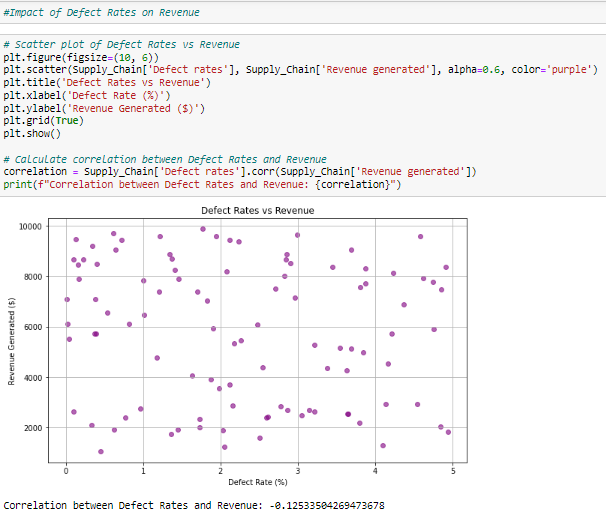 #Impact of Defect Rates on Revenue
# Scatter plot of Defect Rates vs Revenue
plt.figure(figsize=(10, 6))
plt.scatter(Supply_Chain['Defect rates'], Supply_Chain['Revenue generated'], alpha=0.6, color='purple')
plt.title('Defect Rates vs Revenue')
plt.xlabel('Defect Rate (%)')
plt.ylabel('Revenue Generated ($)')
plt.grid(True)
plt.show()
# Calculate correlation between Defect Rates and Revenue
correlation = Supply_Chain['Defect rates'].corr(Supply_Chain['Revenue generated'])
print(f"Correlation between Defect Rates and Revenue: {correlation}")
Defect Rates vs Revenue
10000
8000
6000
4000
2000
Revenue Generated ($)
0 1 2 3 4 5
Defect Rate (%)
Correlation between Defect Rates and Revenue: -0.12533504269473678